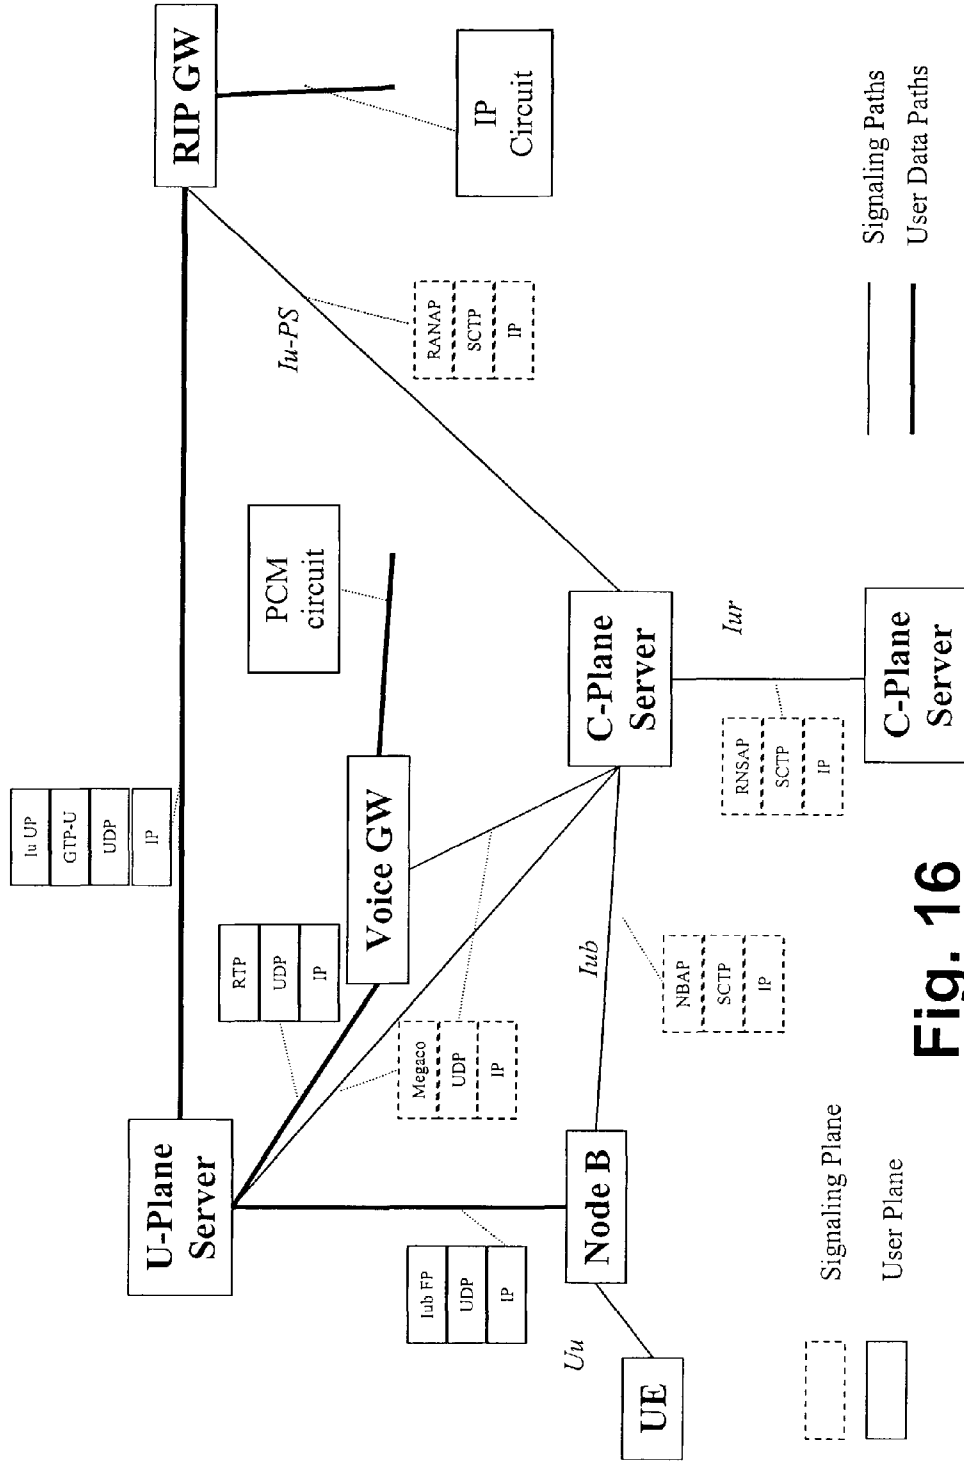 Iu UP
GTP-U
UDP
IP
U-Plane
Server
RIP GW
RTP
UDP
IP
PCM
circuit
Iu-PS
Voice GW
IP
Circuit
Iub FP
UDP
IP
Megaco
UDP
IP
RANAP
SCTP
IP
Uu
Node B
Iub
C-Plane
Server
UE
NBAP
SCTP
IP
RNSAP
SCTP
IP
Iur
C-Plane
Server
Signaling Plane
User Plane
Signaling Paths
User Data Paths
Fig. 16